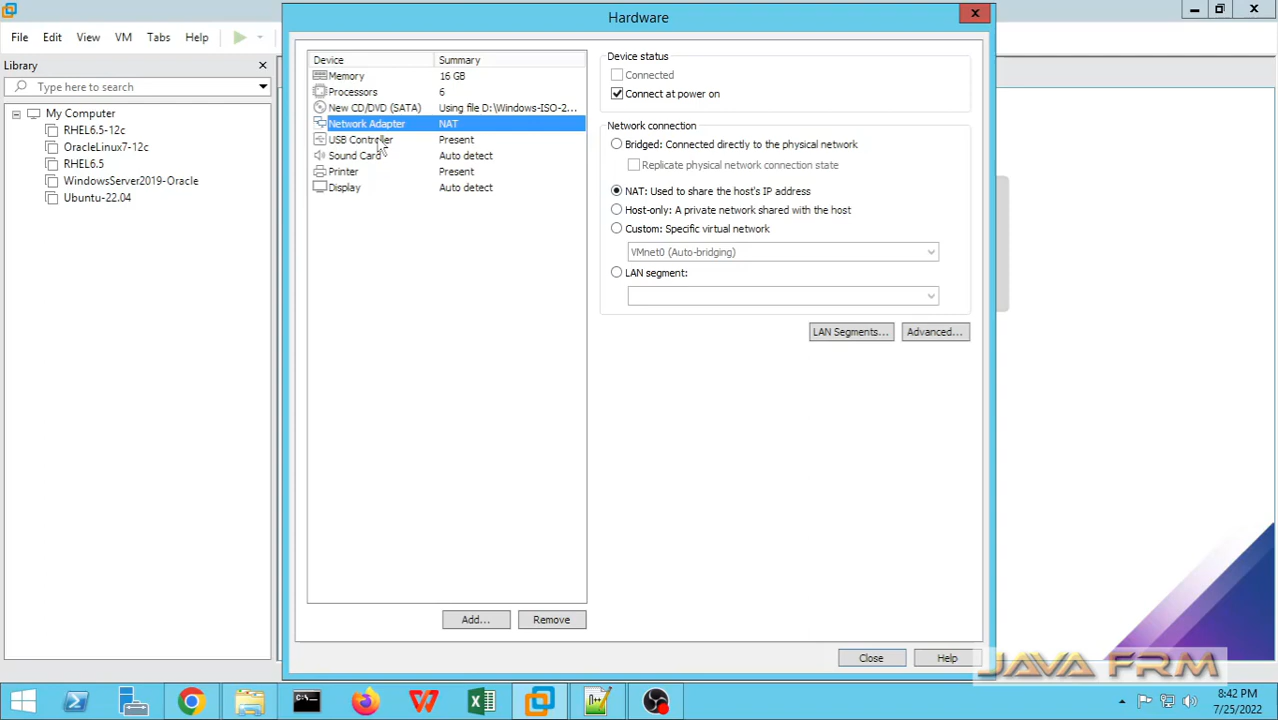 Hardware
File Edit View VM Tabs Help
Library
Type here to search
My Computer
RHEL6.5-12c
OracleLinux7-12c
RHEL6.5
WindowsServer2019-Oracle
Ubuntu-22.04
Device Summary
Memory 16 GB
Processors 6
New CD/DVD (SATA) Using file D:\Windows-ISO-2...
Network Adapter NAT
USB Controller Present
Sound Card Auto detect
Printer Present
Display Auto detect
Add... Remove
Device status
Connected
Connect at power on
Network connection
Bridged: Connected directly to the physical network
Replicate physical network connection state
NAT: Used to share the host's IP address
Host-only: A private network shared with the host
Custom: Specific virtual network
VMnet0 (Auto-bridging)
LAN segment:
LAN Segments... Advanced...
Close Help
JAVA FRM
8:42 PM
7/25/2022